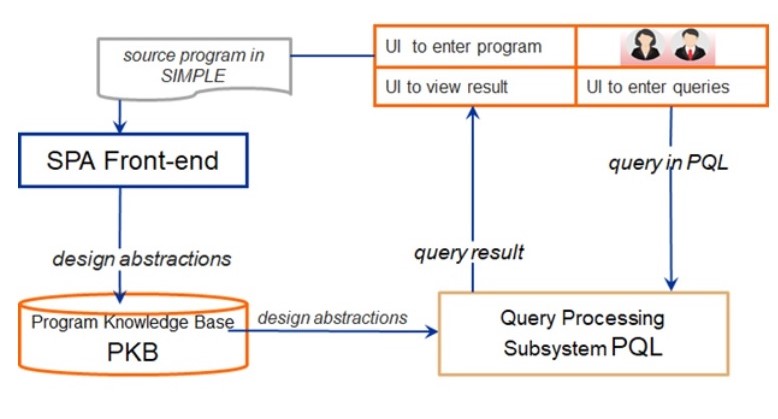 source program in
SIMPLE
UI to enter program
UI to view result
UI to enter queries
SPA Front-end
query in PQL
design abstractions
query result
Program Knowledge Base
PKB
design abstractions
Query Processing
Subsystem PQL